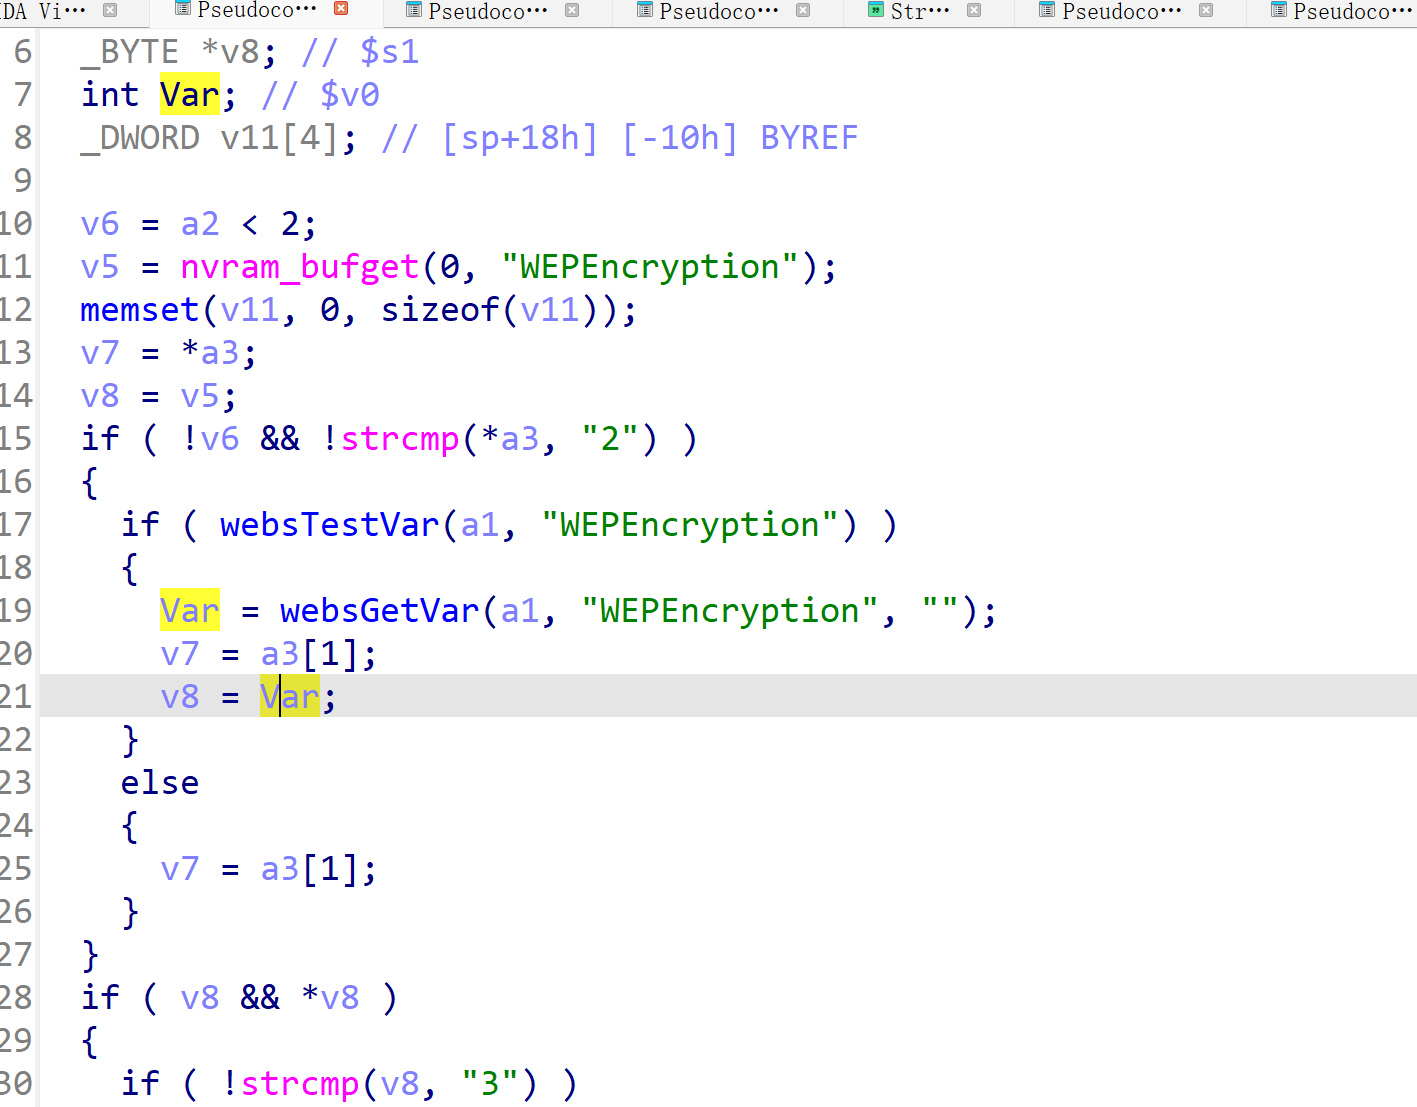 IDA Vi··· Pseudoco··· Pseudoco··· Pseudoco··· Str··· Pseudoco··· Pseudoco···
6 _BYTE *v8; // $s1
7 int Var; // $v0
8 _DWORD v11[4]; // [sp+18h] [-10h] BYREF
9
10 v6 = a2 < 2;
11 v5 = nvram_bufget(0, "WEPEncryption");
12 memset(v11, 0, sizeof(v11));
13 v7 = *a3;
14 v8 = v5;
15 if ( !v6 && !strcmp(*a3, "2") )
16 {
17 if ( websTestVar(a1, "WEPEncryption") )
18 {
19 Var = websGetVar(a1, "WEPEncryption", "");
20 v7 = a3[1];
21 v8 = Var;
22 }
23 else
24 {
25 v7 = a3[1];
26 }
27 }
28 if ( v8 && *v8 )
29 {
30 if ( !strcmp(v8, "3") )